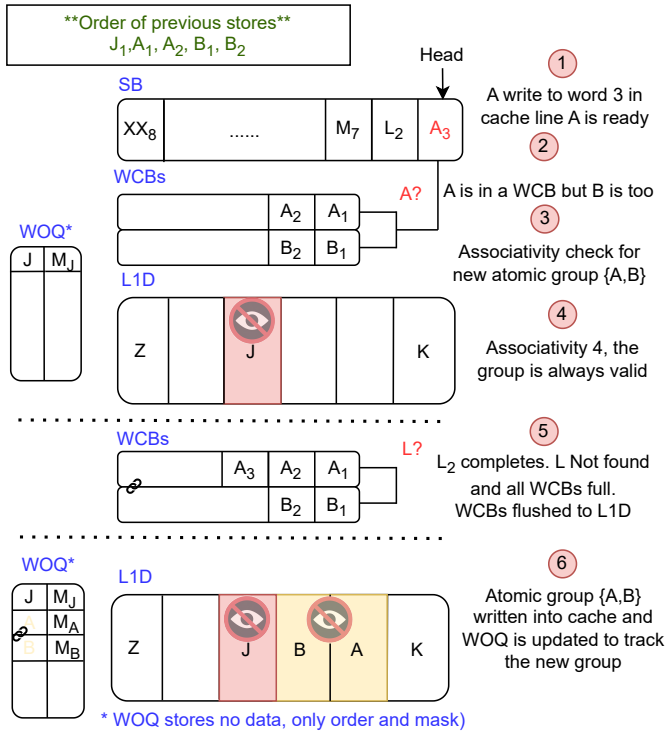 **Order of previous stores**
J1,A1, A2, B1, B2
Head
SB
XX8 ...... M7 L2 A3
1
A write to word 3 in
cache line A is ready
2
WCBs
A?
A is in a WCB but B is too
A2 A1
B2 B1
3
Associativity check for
new atomic group {A,B}
WOQ*
J MJ
L1D
Z J K
4
Associativity 4, the
group is always valid
WCBs
L?
A3 A2 A1
B2 B1
5
L2 completes. L Not found
and all WCBs full.
WCBs flushed to L1D
WOQ*
J MJ
A MA
B MB
L1D
Z J B A K
6
Atomic group {A,B}
written into cache and
WOQ is updated to track
the new group
* WOQ stores no data, only order and mask)